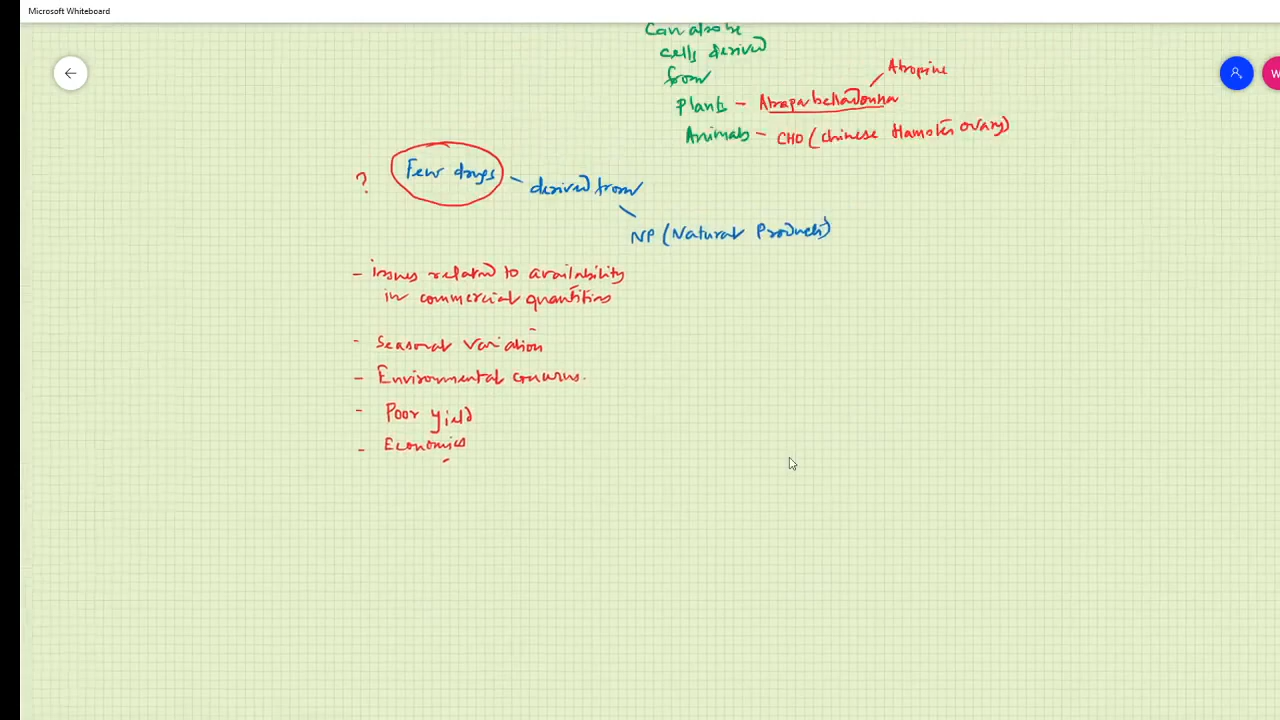 Microsoft Whiteboard
Can also be
cells derived
from
Plants - Atropa belladonna
Atropine
Animals - CHO (Chinese Hamster Ovary)
? Few drugs - derived from
NP (Natural Products)
- issues related to availability
in commercial quantities
- Seasonal Variation
- Environmental concerns.
- Poor yield
- Economics
W